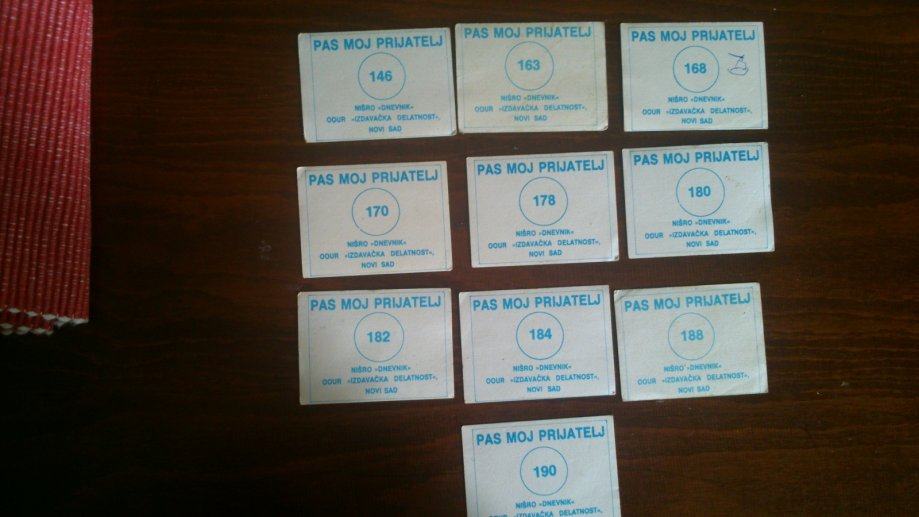 PAS MOJ PRIJATELJ
146
NIŠRO »DNEVNIK«
OOUR »IZDAVAČKA DELATNOST«,
NOVI SAD
PAS MOJ PRIJATELJ
163
NIŠRO »DNEVNIK«
OOUR »IZDAVAČKA DELATNOST«,
NOVI SAD
PAS MOJ PRIJATELJ
168
NIŠRO »DNEVNIK«
OOUR »IZDAVAČKA DELATNOST«,
NOVI SAD
PAS MOJ PRIJATELJ
170
NIŠRO »DNEVNIK«
OOUR »IZDAVAČKA DELATNOST«,
NOVI SAD
PAS MOJ PRIJATELJ
178
NIŠRO »DNEVNIK«
OOUR »IZDAVAČKA DELATNOST«,
NOVI SAD
PAS MOJ PRIJATELJ
180
NIŠRO »DNEVNIK«
OOUR »IZDAVAČKA DELATNOST«,
NOVI SAD
PAS MOJ PRIJATELJ
182
NIŠRO »DNEVNIK«
OOUR »IZDAVAČKA DELATNOST«,
NOVI SAD
PAS MOJ PRIJATELJ
184
NIŠRO »DNEVNIK«
OOUR »IZDAVAČKA DELATNOST«,
NOVI SAD
PAS MOJ PRIJATELJ
188
NIŠRO »DNEVNIK«
OOUR »IZDAVAČKA DELATNOST«,
NOVI SAD
PAS MOJ PRIJATELJ
190
NIŠRO »DNEVNIK«
OOUR »IZDAVAČKA DELATNOST«,